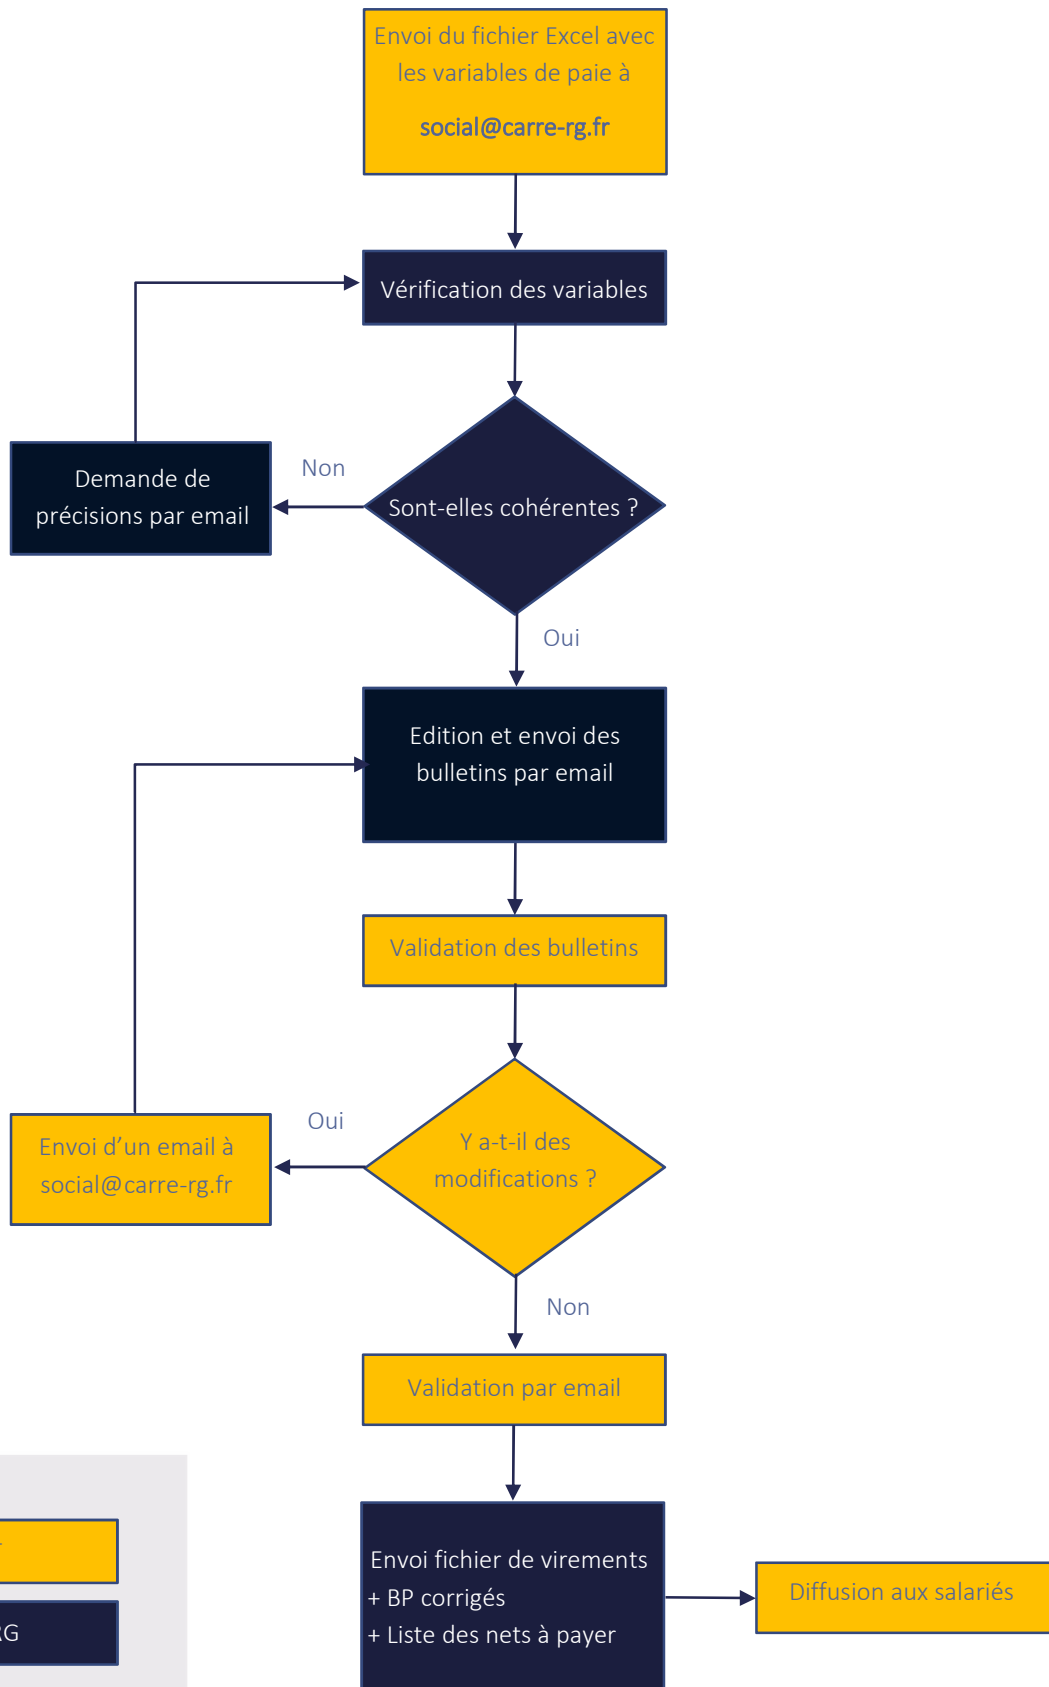 Envoi du fichier Excel avec
les variables de paie à
social@carre-rg.fr
Vérification des variables
Demande de
précisions par email
Non
Sont-elles cohérentes ?
Oui
Edition et envoi des
bulletins par email
Validation des bulletins
Envoi d’un email à
social@carre-rg.fr
Oui
Y a-t-il des
modifications ?
Non
Validation par email
Envoi fichier de virements
+ BP corrigés
+ Liste des nets à payer
Diffusion aux salariés